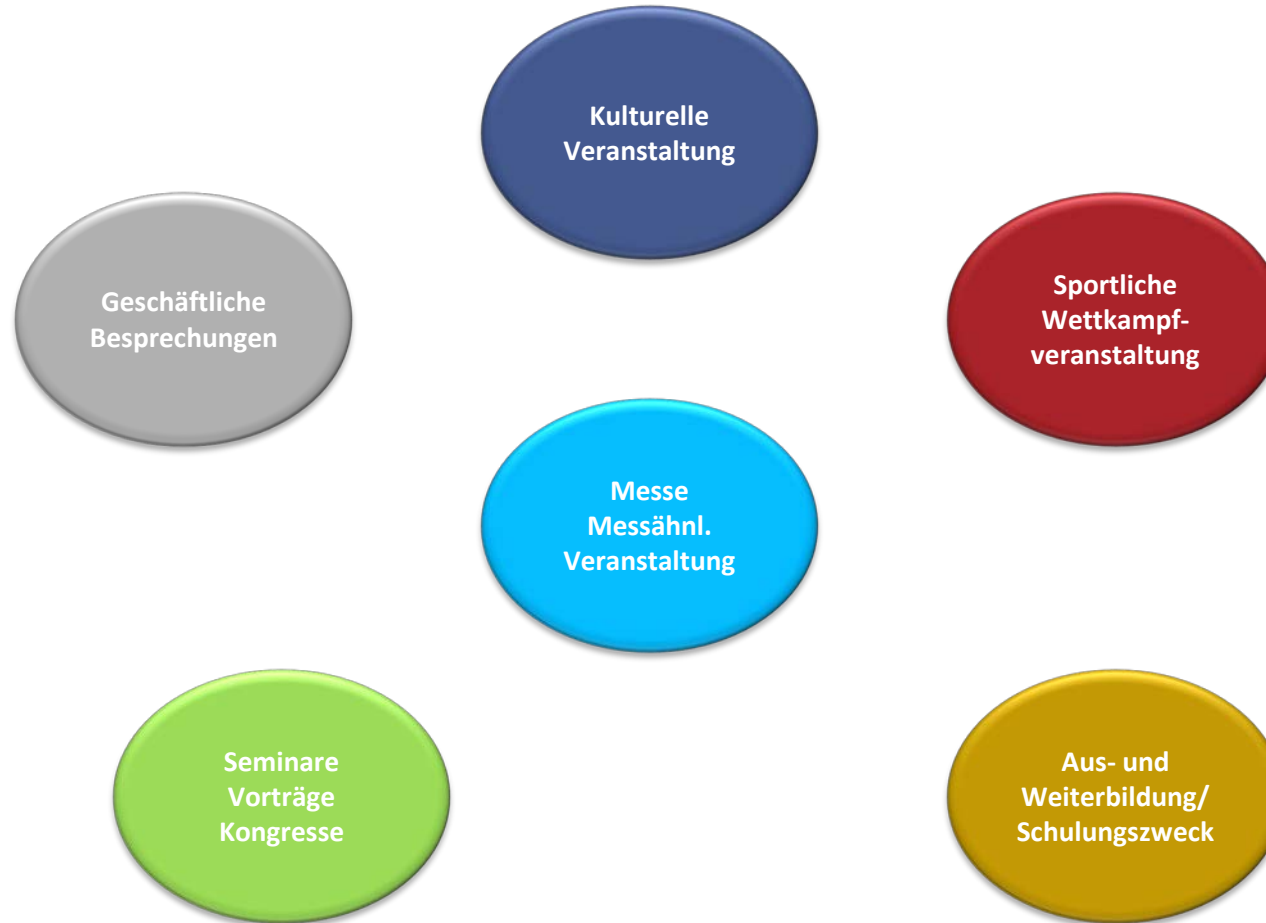 Kulturelle
Veranstaltung
Geschäftliche
Besprechungen
Sportliche
Wettkampf-
veranstaltung
Messe
Messähnl.
Veranstaltung
Seminare
Vorträge
Kongresse
Aus- und
Weiterbildung/
Schulungszweck